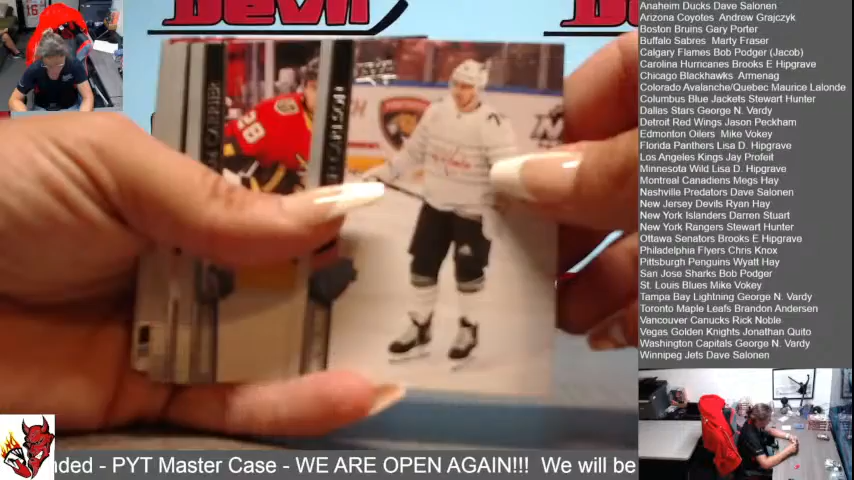 Devil
CARRIER
28
CARLSON
Anaheim Ducks Dave Salonen
Arizona Coyotes Andrew Grajczyk
Boston Bruins Gary Porter
Buffalo Sabres Marty Fraser
Calgary Flames Bob Podger (Jacob)
Carolina Hurricanes Brooks E Hipgrave
Chicago Blackhawks Armenag
Colorado Avalanche/Quebec Maurice Lalonde
Columbus Blue Jackets Stewart Hunter
Dallas Stars George N. Vardy
Detroit Red Wings Jason Peckham
Edmonton Oilers Mike Vokey
Florida Panthers Lisa D. Hipgrave
Los Angeles Kings Jay Profeit
Minnesota Wild Lisa D. Hipgrave
Montreal Canadiens Megs Hay
Nashville Predators Dave Salonen
New Jersey Devils Ryan Hay
New York Islanders Darren Stuart
New York Rangers Stewart Hunter
Ottawa Senators Brooks E Hipgrave
Philadelphia Flyers Chris Knox
Pittsburgh Penguins Wyatt Hay
San Jose Sharks Bob Podger
St. Louis Blues Mike Vokey
Tampa Bay Lightning George N. Vardy
Toronto Maple Leafs Brandon Andersen
Vancouver Canucks Rick Noble
Vegas Golden Knights Jonathan Quito
Washington Capitals George N. Vardy
Winnipeg Jets Dave Salonen
nded - PYT Master Case - WE ARE OPEN AGAIN!!! We will be